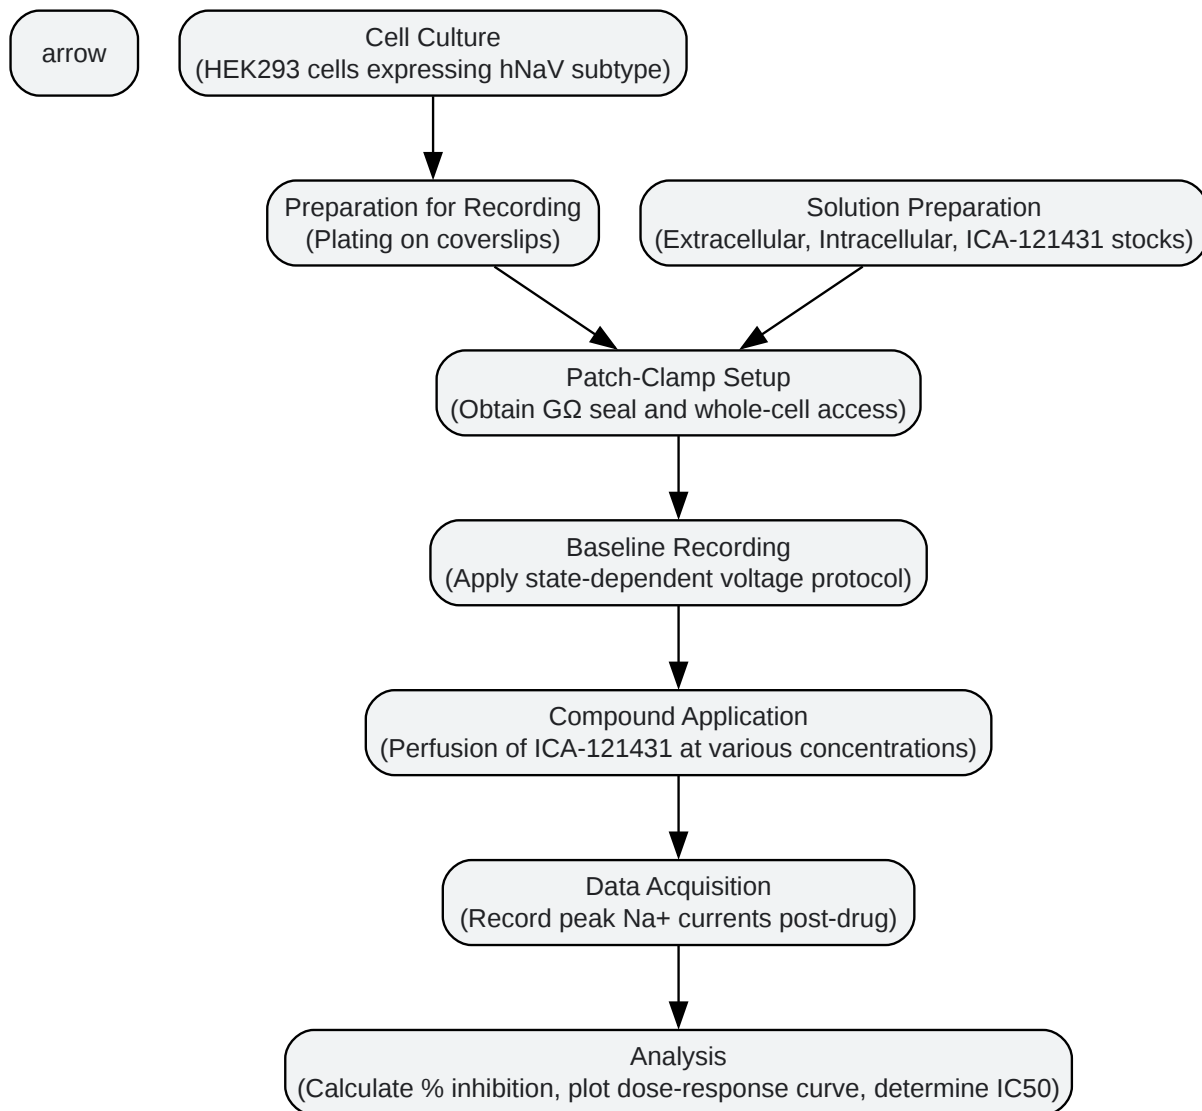 arrow
Cell Culture
(HEK293 cells expressing hNaV subtype)
Preparation for Recording
(Plating on coverslips)
Solution Preparation
(Extracellular, Intracellular, ICA-121431 stocks)
Patch-Clamp Setup
(Obtain GΩ seal and whole-cell access)
Baseline Recording
(Apply state-dependent voltage protocol)
Compound Application
(Perfusion of ICA-121431 at various concentrations)
Data Acquisition
(Record peak Na+ currents post-drug)
Analysis
(Calculate % inhibition, plot dose-response curve, determine IC50)